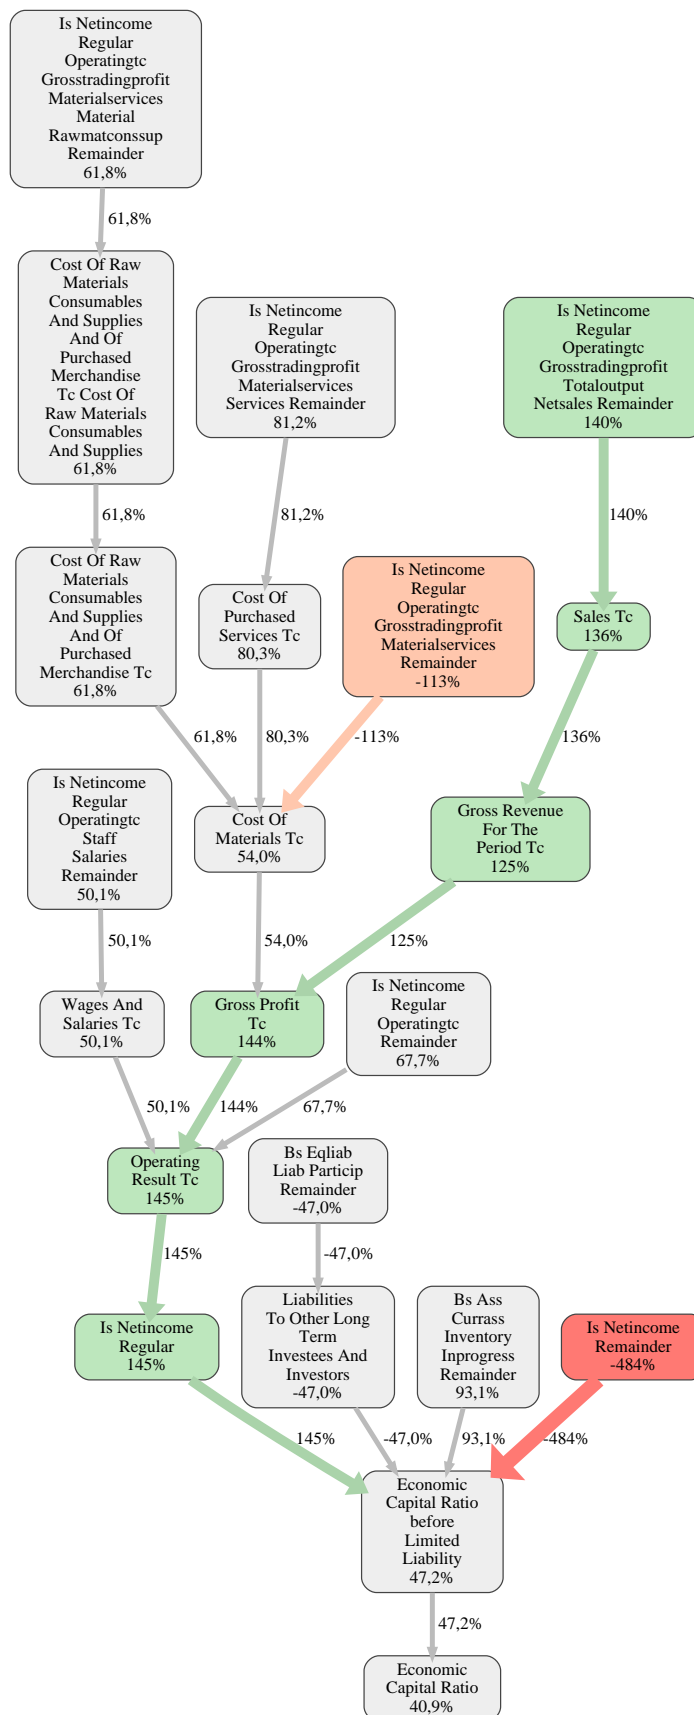 Is Netincome
Regular
Operatingtc
Grosstradingprofit
Materialservices
Material
Rawmatconssup
Remainder
61,8%
61,8%
Cost Of Raw
Materials
Consumables
And Supplies
And Of
Purchased
Merchandise
Tc Cost Of
Raw Materials
Consumables
And Supplies
61,8%
Is Netincome
Regular
Operatingtc
Grosstradingprofit
Materialservices
Services Remainder
81,2%
Is Netincome
Regular
Operatingtc
Grosstradingprofit
Totaloutput
Netsales Remainder
140%
61,8%
81,2%
140%
Cost Of Raw
Materials
Consumables
And Supplies
And Of
Purchased
Merchandise Tc
61,8%
Cost Of
Purchased
Services Tc
80,3%
Is Netincome
Regular
Operatingtc
Grosstradingprofit
Materialservices
Remainder
-113%
Sales Tc
136%
61,8%
80,3%
-113%
136%
Is Netincome
Regular
Operatingtc
Staff
Salaries
Remainder
50,1%
Cost Of
Materials Tc
54,0%
Gross Revenue
For The
Period Tc
125%
50,1%
54,0%
125%
Wages And
Salaries Tc
50,1%
Gross Profit
Tc
144%
Is Netincome
Regular
Operatingtc
Remainder
67,7%
50,1%
144%
67,7%
Operating
Result Tc
145%
Bs Eqliab
Liab Particip
Remainder
-47,0%
145%
-47,0%
Is Netincome
Regular
145%
Liabilities
To Other Long
Term
Investees And
Investors
-47,0%
Bs Ass
Currass
Inventory
Inprogress
Remainder
93,1%
Is Netincome
Remainder
-484%
145%
-47,0%
93,1%
-484%
Economic
Capital Ratio
before
Limited
Liability
47,2%
47,2%
Economic
Capital Ratio
40,9%